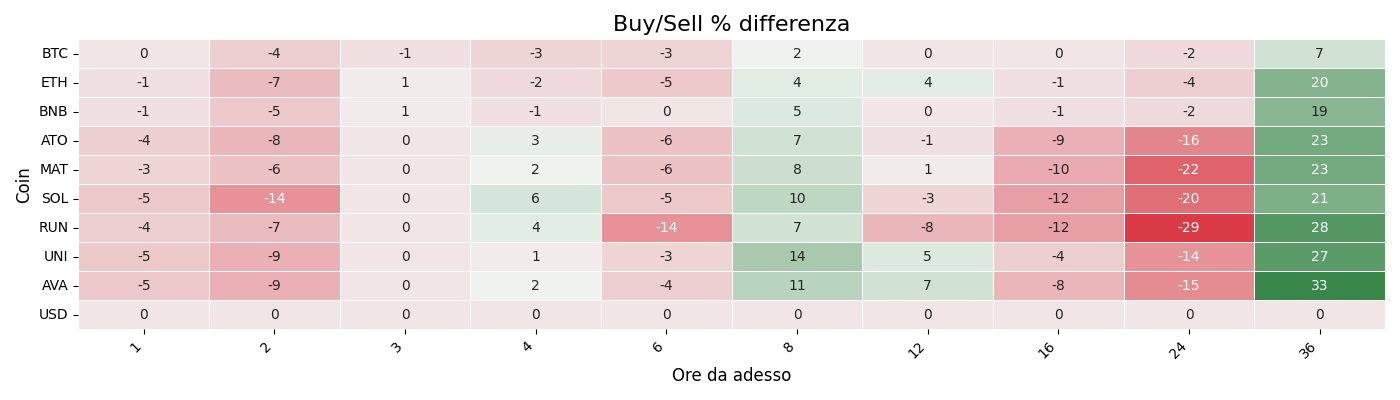 Buy/Sell % differenza
Coin
BTC 0 -4 -1 -3 -3 2 0 0 -2 7
ETH -1 -7 1 -2 -5 4 4 -1 -4 20
BNB -1 -5 1 -1 0 5 0 -1 -2 19
ATO -4 -8 0 3 -6 7 -1 -9 -16 23
MAT -3 -6 0 2 -6 8 1 -10 -22 23
SOL -5 -14 0 6 -5 10 -3 -12 -20 21
RUN -4 -7 0 4 -14 7 -8 -12 -29 28
UNI -5 -9 0 1 -3 14 5 -4 -14 27
AVA -5 -9 0 2 -4 11 7 -8 -15 33
USD 0 0 0 0 0 0 0 0 0 0
1 2 3 4 6 8 12 16 24 36
Ore da adesso